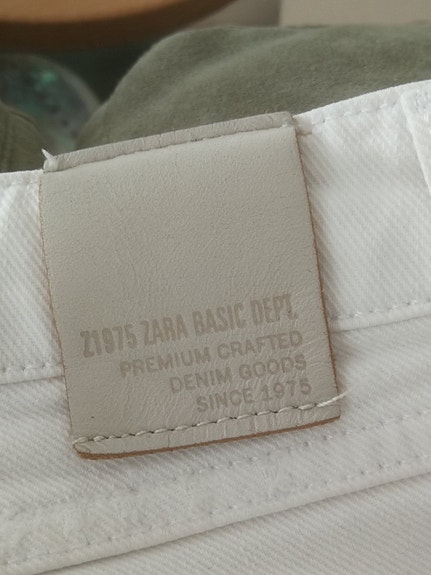 Z1975 ZARA BASIC DEPT.
PREMIUM CRAFTED
DENIM GOODS
SINCE 1975